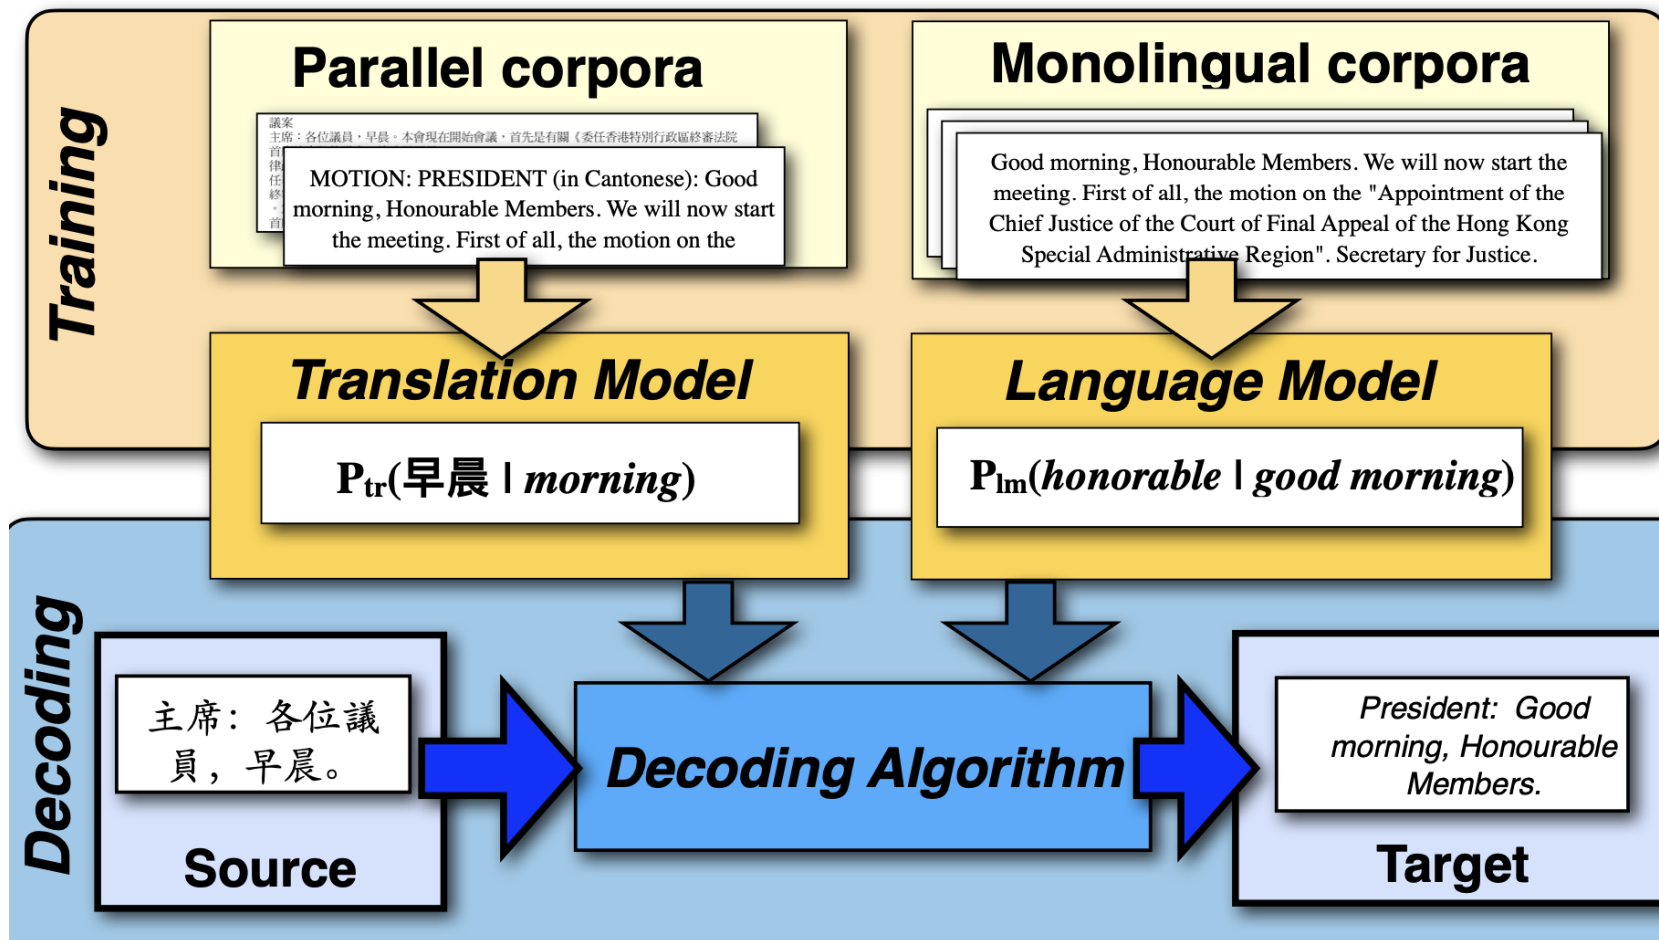 Training
Parallel corpora
議案
主席：各位議員，早晨。本會現在開始會議，首先是有關《委任香港特別行政區終審法院
首
律
任
終
。
首
MOTION: PRESIDENT (in Cantonese): Good
morning, Honourable Members. We will now start
the meeting. First of all, the motion on the
Monolingual corpora
Good morning, Honourable Members. We will now start the
meeting. First of all, the motion on the "Appointment of the
Chief Justice of the Court of Final Appeal of the Hong Kong
Special Administrative Region". Secretary for Justice.
Translation Model
Ptr(早晨 | morning)
Language Model
Plm(honorable | good morning)
Decoding
主席：各位議
員，早晨。
Source
Decoding Algorithm
President: Good
morning, Honourable
Members.
Target